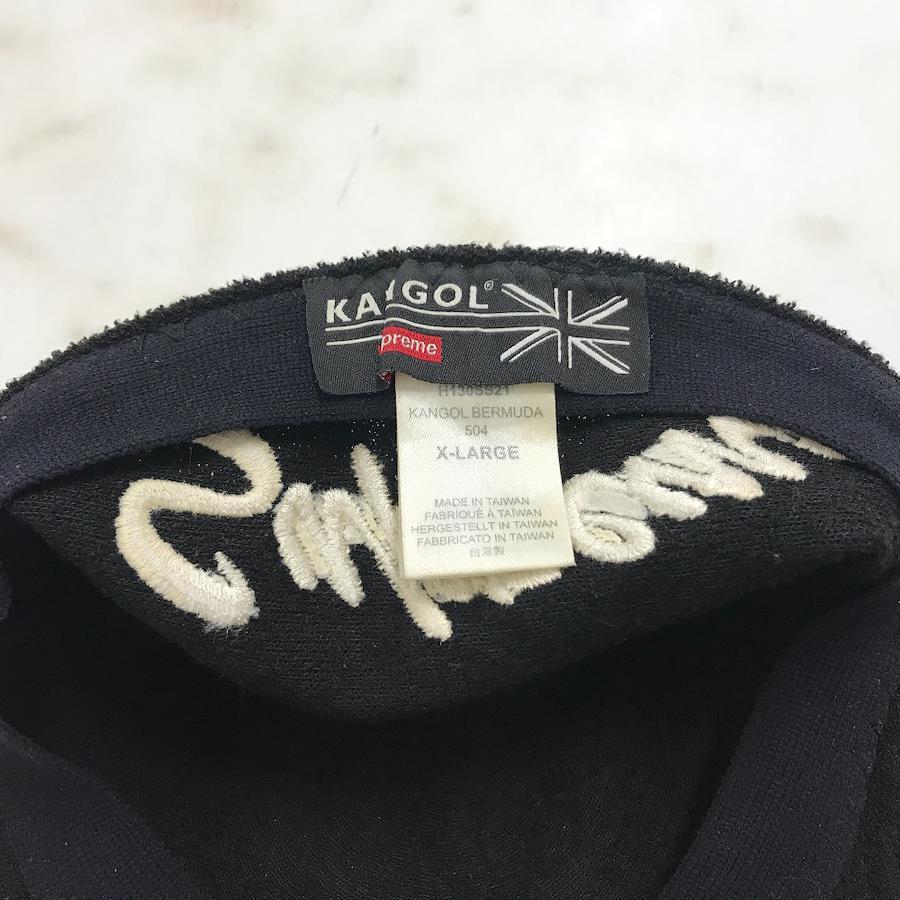 KANGOL®
preme
H130SS21
KANGOL BERMUDA
504
X-LARGE
MADE IN TAIWAN
FABRIQUÉ À TAIWAN
HERGESTELLT IN TAIWAN
FABBRICATO IN TAIWAN
台灣製